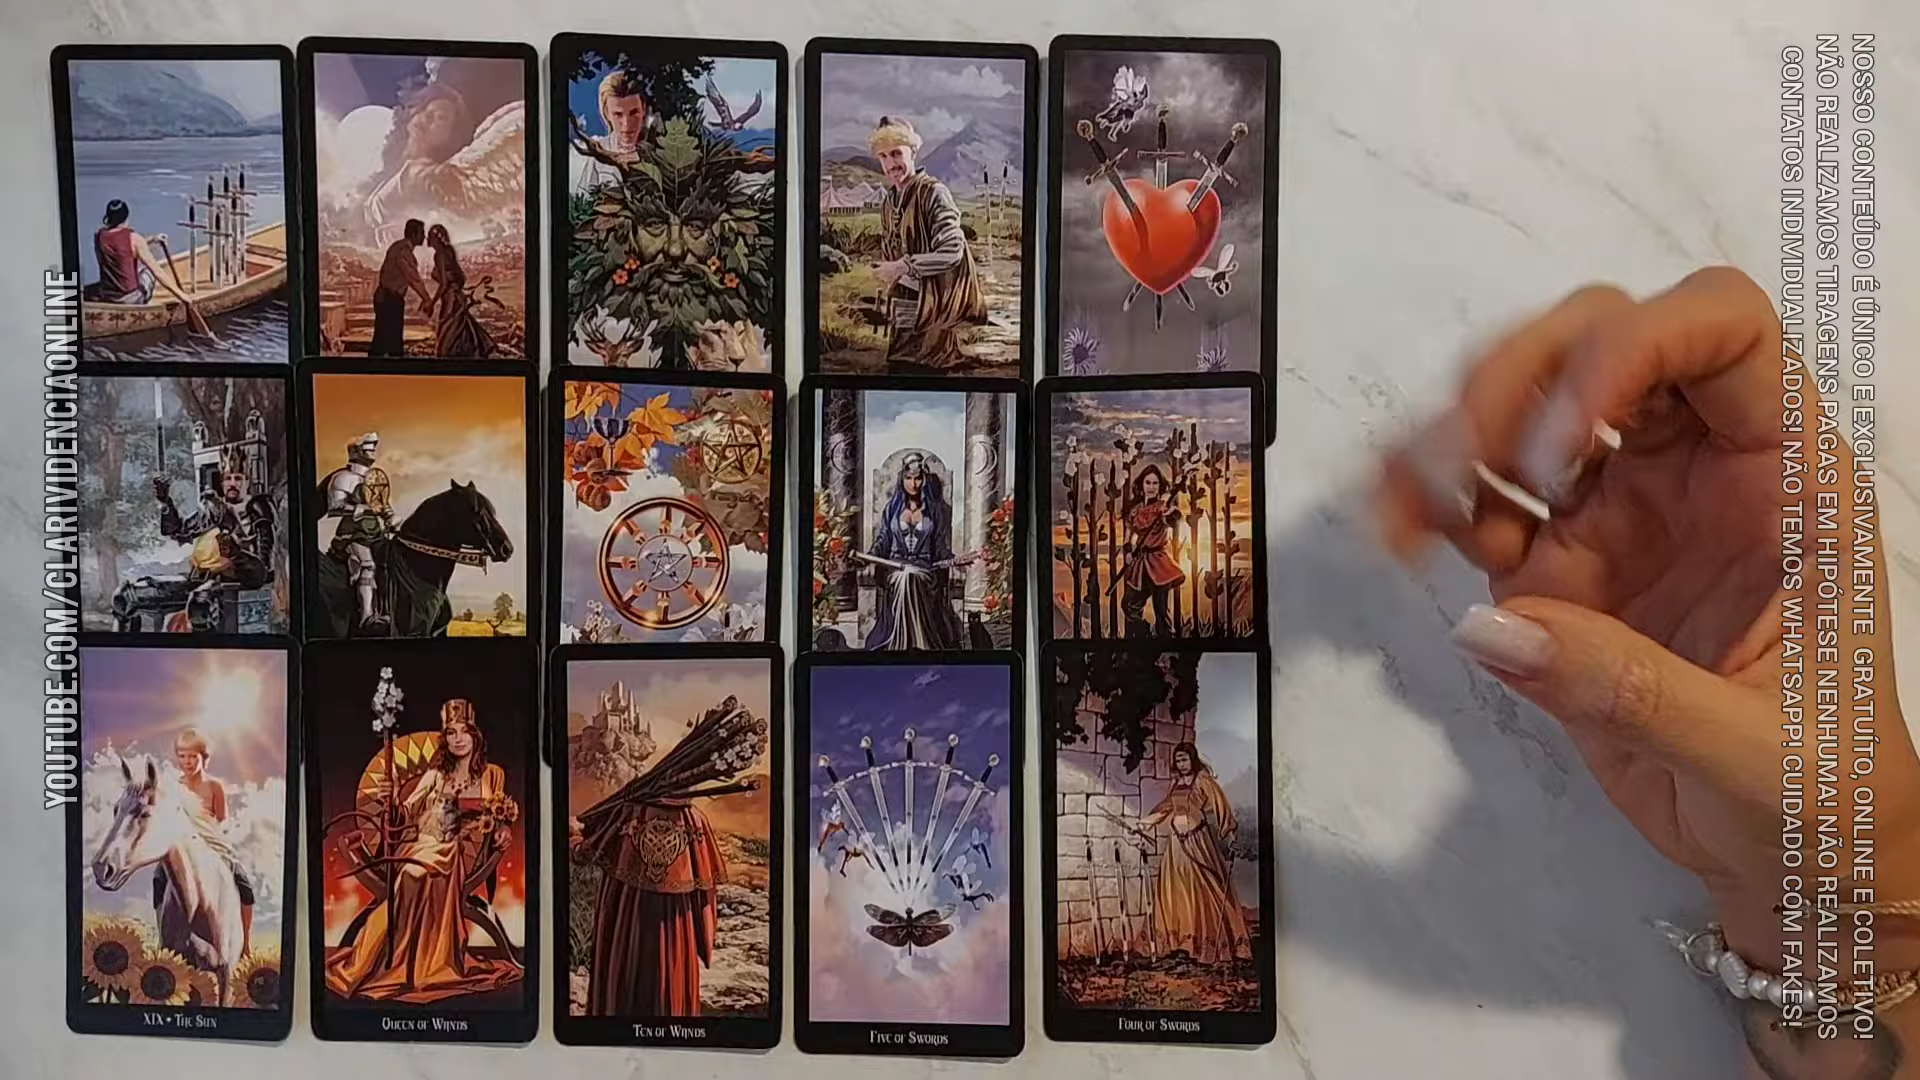 YOUTUBE.COM/CLARIVIDENCIAONLINE
XIX • THE SUN
QUEEN OF WANDS
TEN OF WANDS
FIVE OF SWORDS
FOUR OF SWORDS
NOSSO CONTEÚDO É ÚNICO E EXCLUSIVAMENTE GRATUÍTO, ONLINE E COLETIVO!
NÃO REALIZAMOS TIRAGENS PAGAS EM HIPÓTESE NENHUMA! NÃO REALIZAMOS
CONTATOS INDIVIDUALIZADOS! NÃO TEMOS WHATSAPP! CUIDADO COM FAKES!